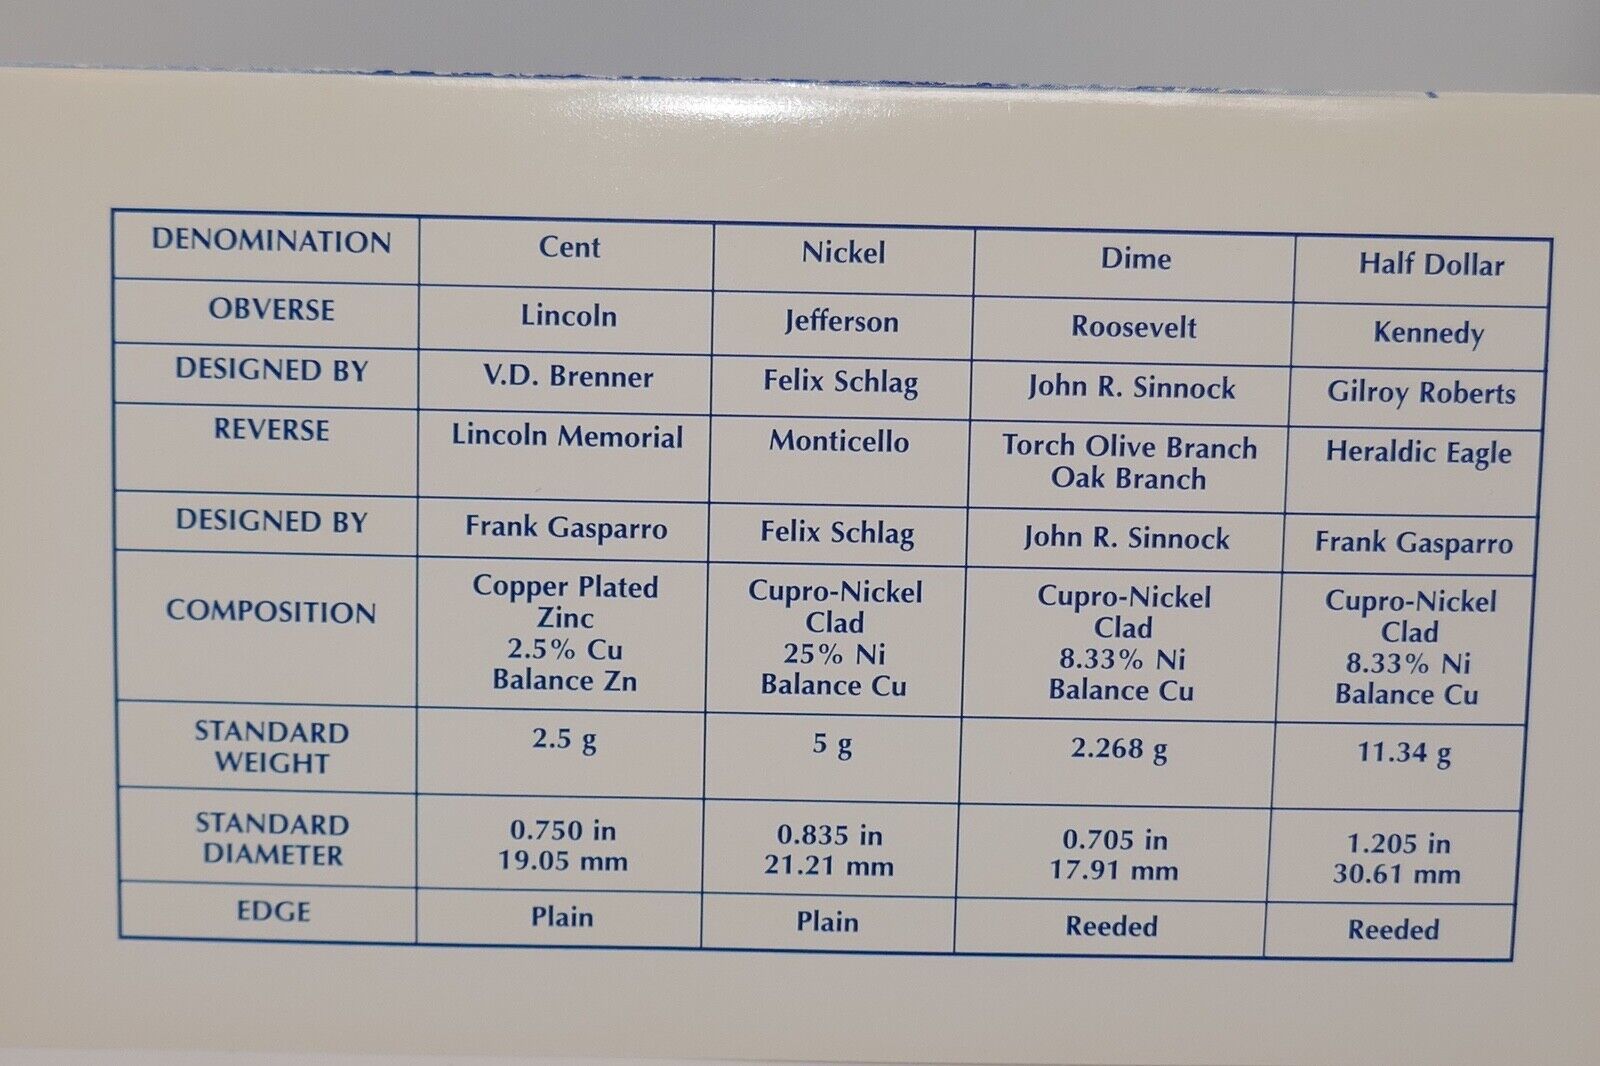 DENOMINATION Cent Nickel Dime Half Dollar
OBVERSE Lincoln Jefferson Roosevelt Kennedy
DESIGNED BY V.D. Brenner Felix Schlag John R. Sinnock Gilroy Roberts
REVERSE Lincoln Memorial Monticello Torch Olive Branch Heraldic Eagle
Oak Branch
DESIGNED BY Frank Gasparro Felix Schlag John R. Sinnock Frank Gasparro
COMPOSITION Copper Plated Cupro-Nickel Cupro-Nickel Cupro-Nickel
Zinc Clad Clad Clad
2.5% Cu 25% Ni 8.33% Ni 8.33% Ni
Balance Zn Balance Cu Balance Cu Balance Cu
STANDARD 2.5 g 5 g 2.268 g 11.34 g
WEIGHT
STANDARD 0.750 in 0.835 in 0.705 in 1.205 in
DIAMETER 19.05 mm 21.21 mm 17.91 mm 30.61 mm
EDGE Plain Plain Reeded Reeded